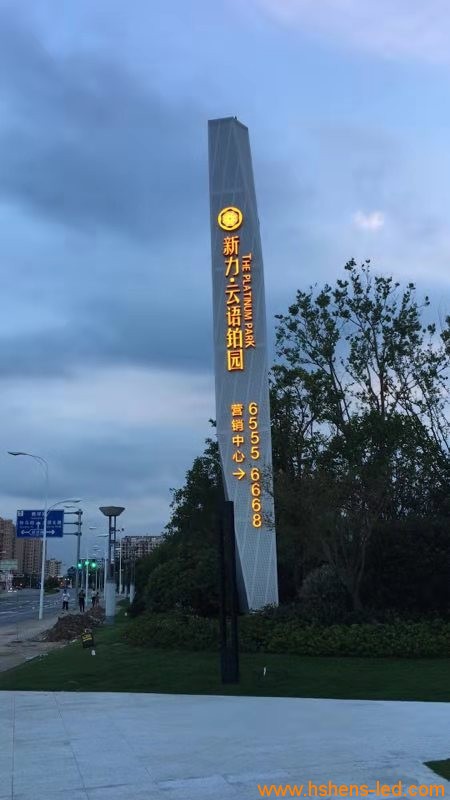 新力·云语铂园
THE PLATINUM PARK
营销中心→
6555 6668
www.hshens-led.com